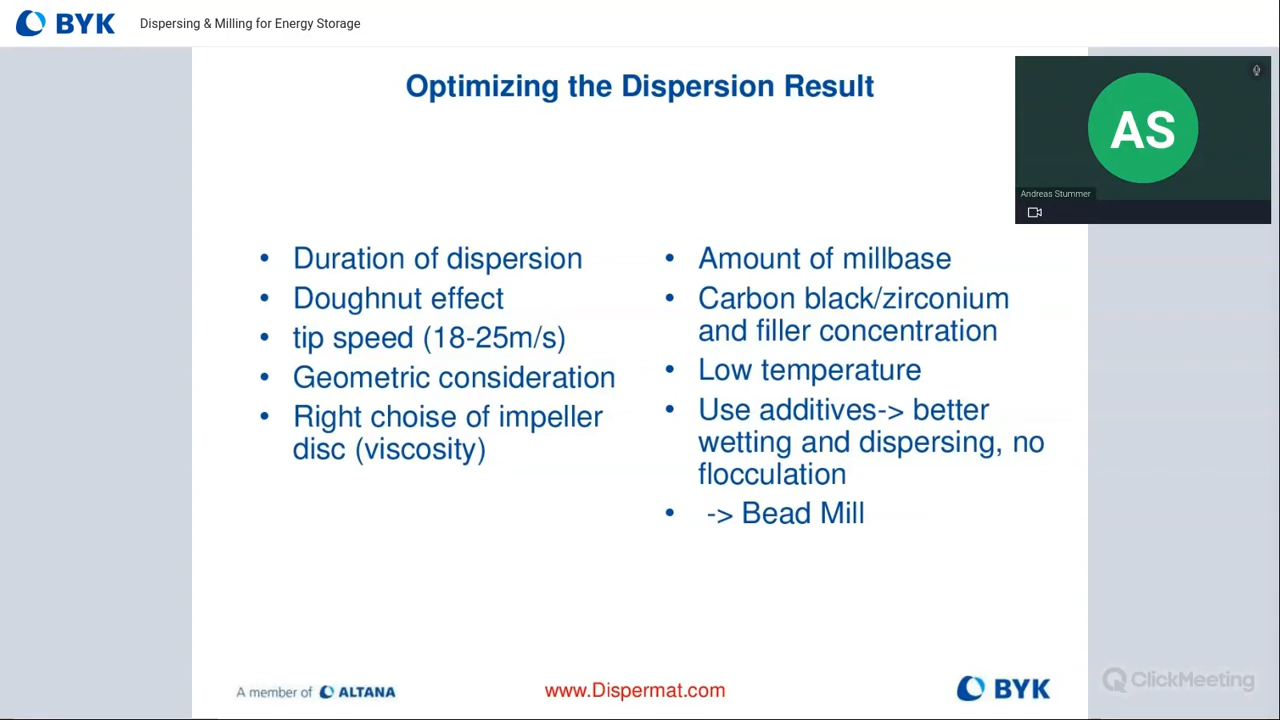 BYK
Dispersing & Milling for Energy Storage
Optimizing the Dispersion Result
AS
Andreas Stummer
• Duration of dispersion
• Doughnut effect
• tip speed (18-25m/s)
• Geometric consideration
• Right choise of impeller
disc (viscosity)
• Amount of millbase
• Carbon black/zirconium
and filler concentration
• Low temperature
• Use additives-> better
wetting and dispersing, no
flocculation
• -> Bead Mill
A member of ALTANA
www.Dispermat.com
BYK
ClickMeeting